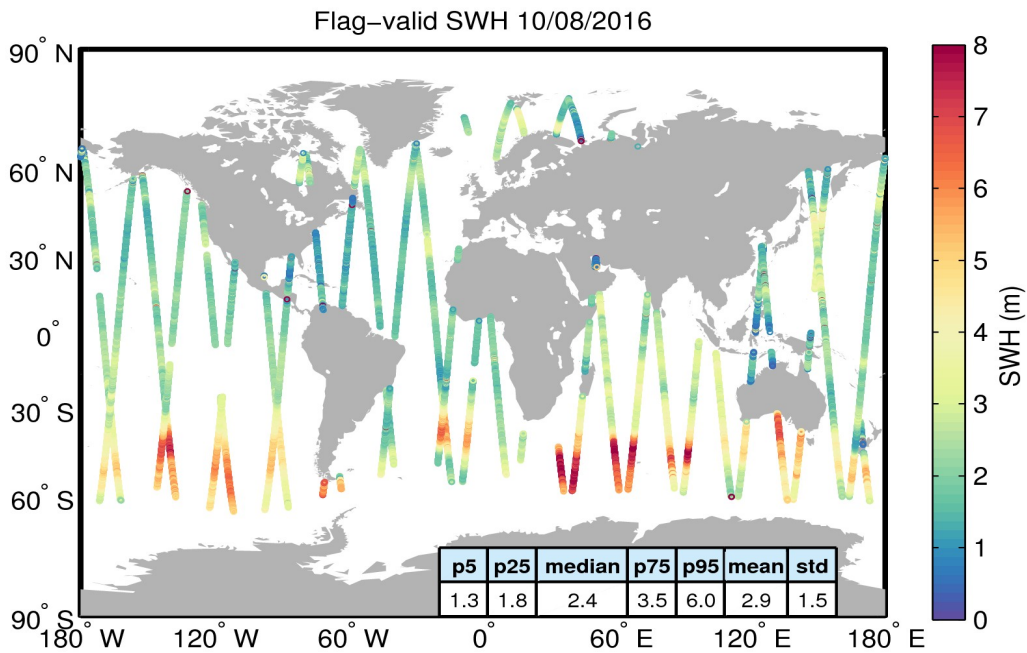 Flag−valid SWH 10/08/2016
90° N
60° N
30° N
0°
30° S
60° S
90° S
180° W
120° W
60° W
0°
60° E
120° E
180° E
p5 p25 median p75 p95 mean std
1.3 1.8 2.4 3.5 6.0 2.9 1.5
8
7
6
5
4
3
2
1
0
SWH (m)